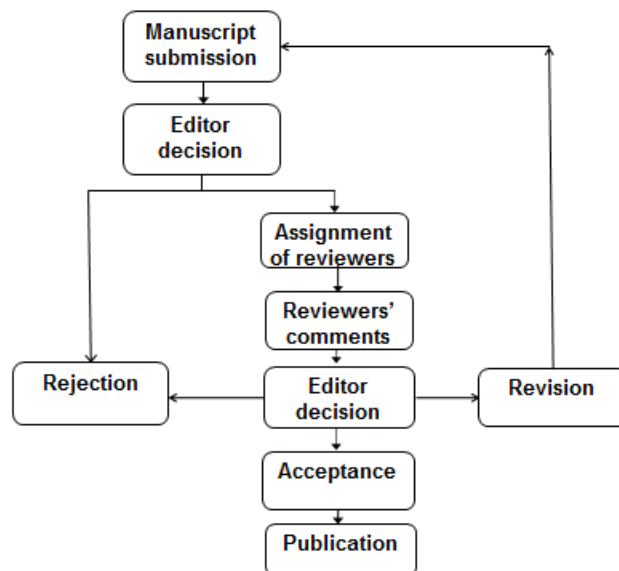 Manuscript
submission
Editor
decision
Assignment
of reviewers
Reviewers'
comments
Rejection
Editor
decision
Revision
Acceptance
Publication